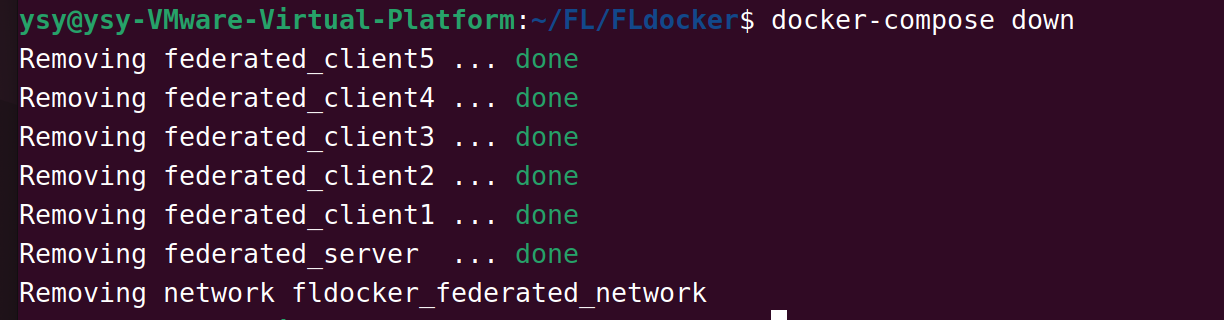 ysy@ysy-VMware-Virtual-Platform:~/FL/FLdocker$ docker-compose down
Removing federated_client5 ... done
Removing federated_client4 ... done
Removing federated_client3 ... done
Removing federated_client2 ... done
Removing federated_client1 ... done
Removing federated_server  ... done
Removing network fldocker_federated_network